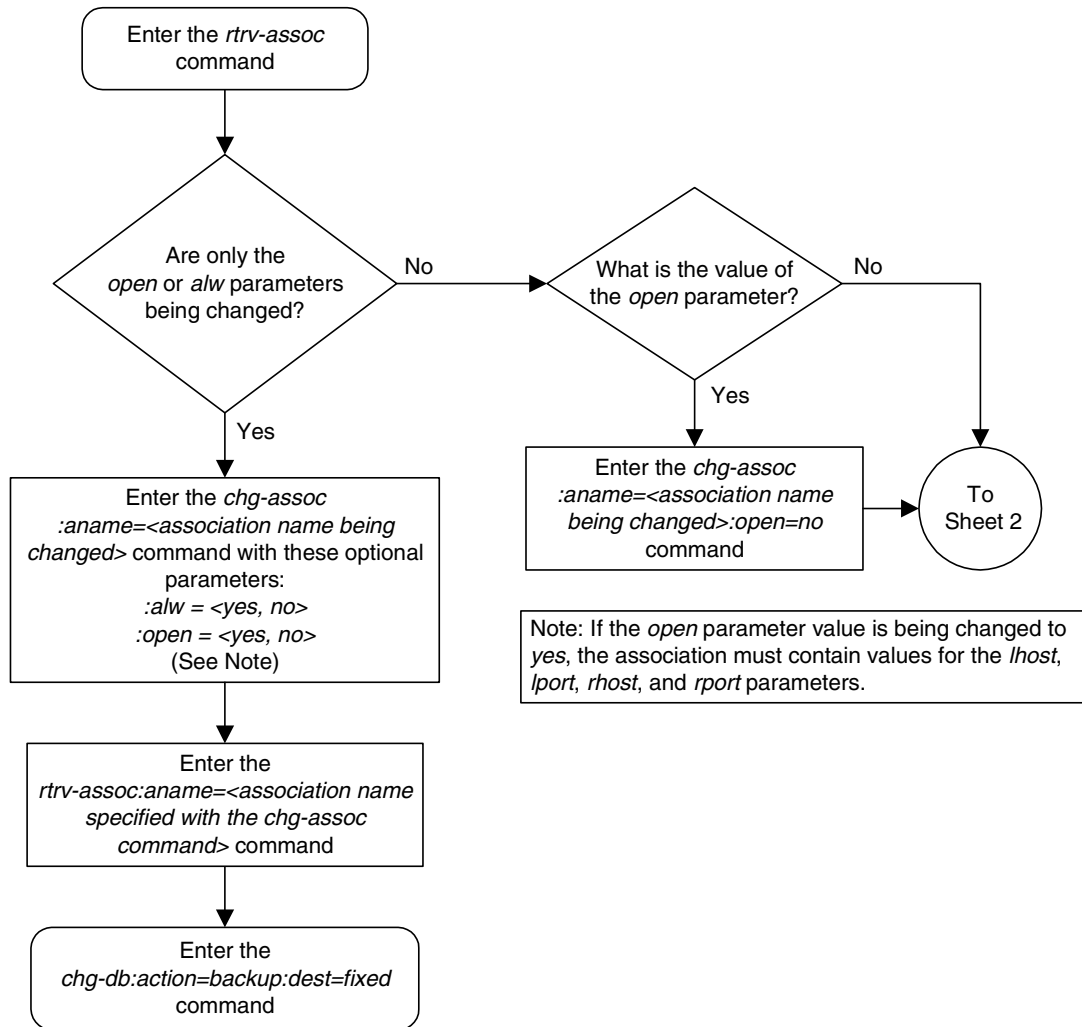 Enter the rtrv-assoc
command
Are only the
open or alw parameters
being changed?
No
What is the value of
the open parameter?
No
Yes
Yes
Enter the chg-assoc
:aname=<association name being
changed> command with these optional
parameters:
:alw = <yes, no>
:open = <yes, no>
(See Note)
Enter the chg-assoc
:aname=<association name
being changed>:open=no
command
To
Sheet 2
Note: If the open parameter value is being changed to
yes, the association must contain values for the lhost,
lport, rhost, and rport parameters.
Enter the
rtrv-assoc:aname=<association name
specified with the chg-assoc
command> command
Enter the
chg-db:action=backup:dest=fixed
command